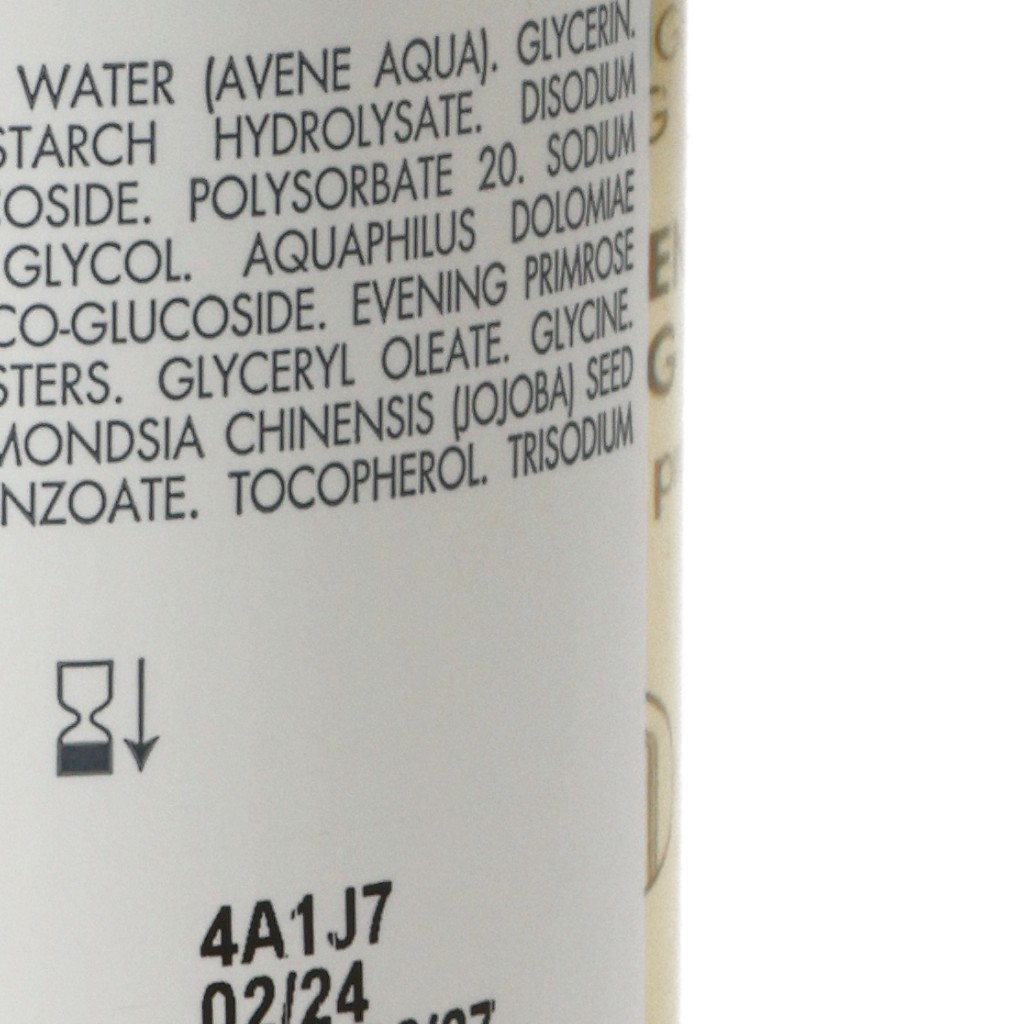 WATER (AVENE AQUA). GLYCERIN.
STARCH HYDROLYSATE. DISODIUM
COSIDE. POLYSORBATE 20. SODIUM
GLYCOL. AQUAPHILUS DOLOMIAE
CO-GLUCOSIDE. EVENING PRIMROSE
STERS. GLYCERYL OLEATE. GLYCINE.
MONDSIA CHINENSIS (JOJOBA) SEED
NZOATE. TOCOPHEROL. TRISODIUM
4A1J7
02/24